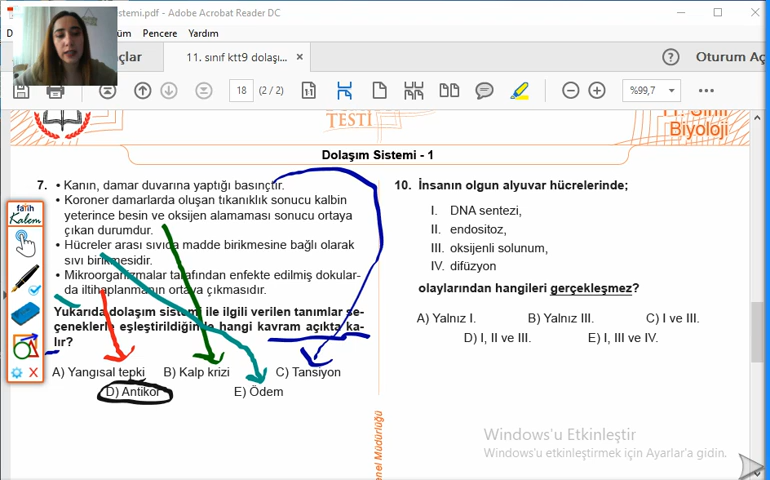 istemi.pdf - Adobe Acrobat Reader DC
Pencere Yardım
çlar
11. sınıf ktt9 dolaşı... ×
Oturum Aç
18 (2 / 2)
%99,7
TESTİ
11. Sınıf
Biyoloji
Dolaşım Sistemi - 1
7. • Kanın, damar duvarına yaptığı basınçtır.
• Koroner damarlarda oluşan tıkanıklık sonucu kalbin
yeterince besin ve oksijen alamaması sonucu ortaya
çıkan durumdur.
• Hücreler arası sıvıda madde birikmesine bağlı olarak
sıvı birikmesidir.
• Mikroorganizmalar tarafından enfekte edilmiş dokular-
da iltihaplanmanın ortaya çıkmasıdır.
Yukarıda dolaşım sistemi ile ilgili verilen tanımlar se-
çeneklerle eşleştirildiğinde hangi kavram açıkta ka-
lır?
A) Yangısal tepki B) Kalp krizi C) Tansiyon
D) Antikor E) Ödem
fatih
Kalem
10. İnsanın olgun alyuvar hücrelerinde;
I. DNA sentezi,
II. endositoz,
III. oksijenli solunum,
IV. difüzyon
olaylarından hangileri gerçekleşmez?
A) Yalnız I. B) Yalnız III. C) I ve III.
D) I, II ve III. E) I, III ve IV.
enel Müdürlüğü
Windows'u Etkinleştir
Windows'u etkinleştirmek için Ayarlar'a gidin.